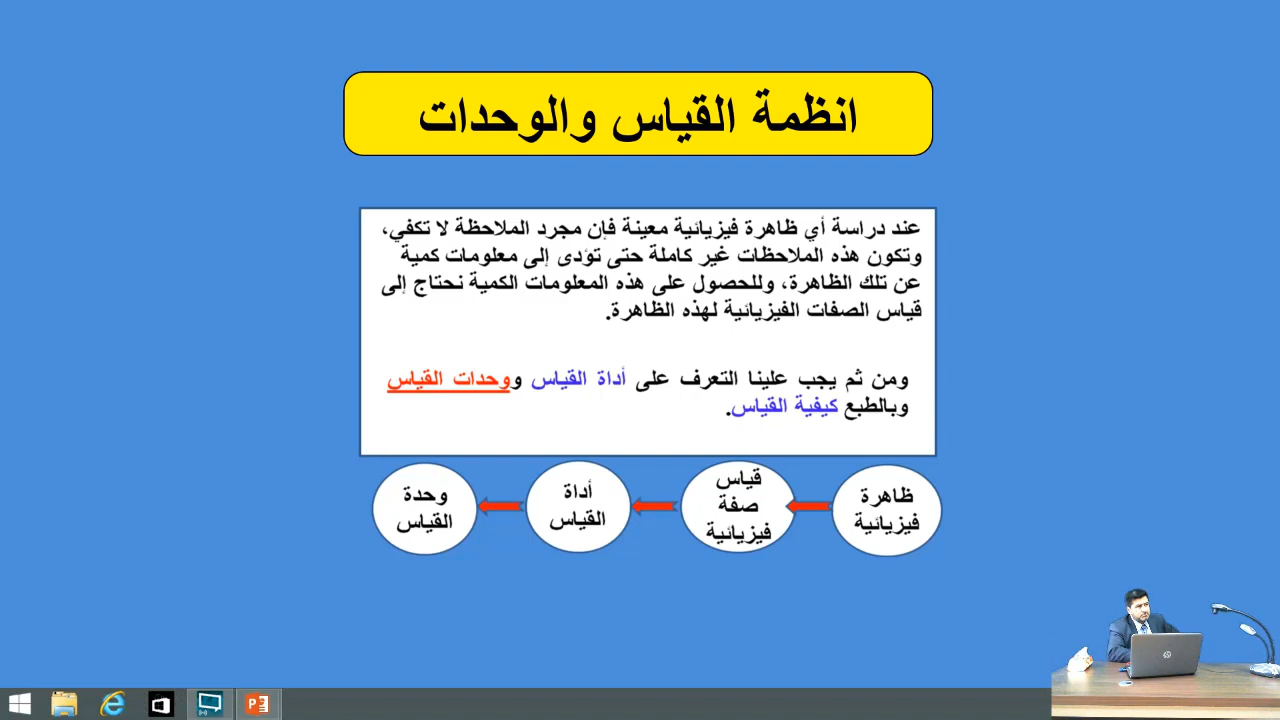 انظمة القياس والوحدات
عند دراسة أي ظاهرة فيزيائية معينة فإن مجرد الملاحظة لا تكفي،
وتكون هذه الملاحظات غير كاملة حتى تؤدى إلى معلومات كمية
عن تلك الظاهرة، وللحصول على هذه المعلومات الكمية نحتاج إلى
قياس الصفات الفيزيائية لهذه الظاهرة.
ومن ثم يجب علينا التعرف على أداة القياس ووحدات القياس
وبالطبع كيفية القياس.
ظاهرة
فيزيائية
قياس
صفة
فيزيائية
أداة
القياس
وحدة
القياس